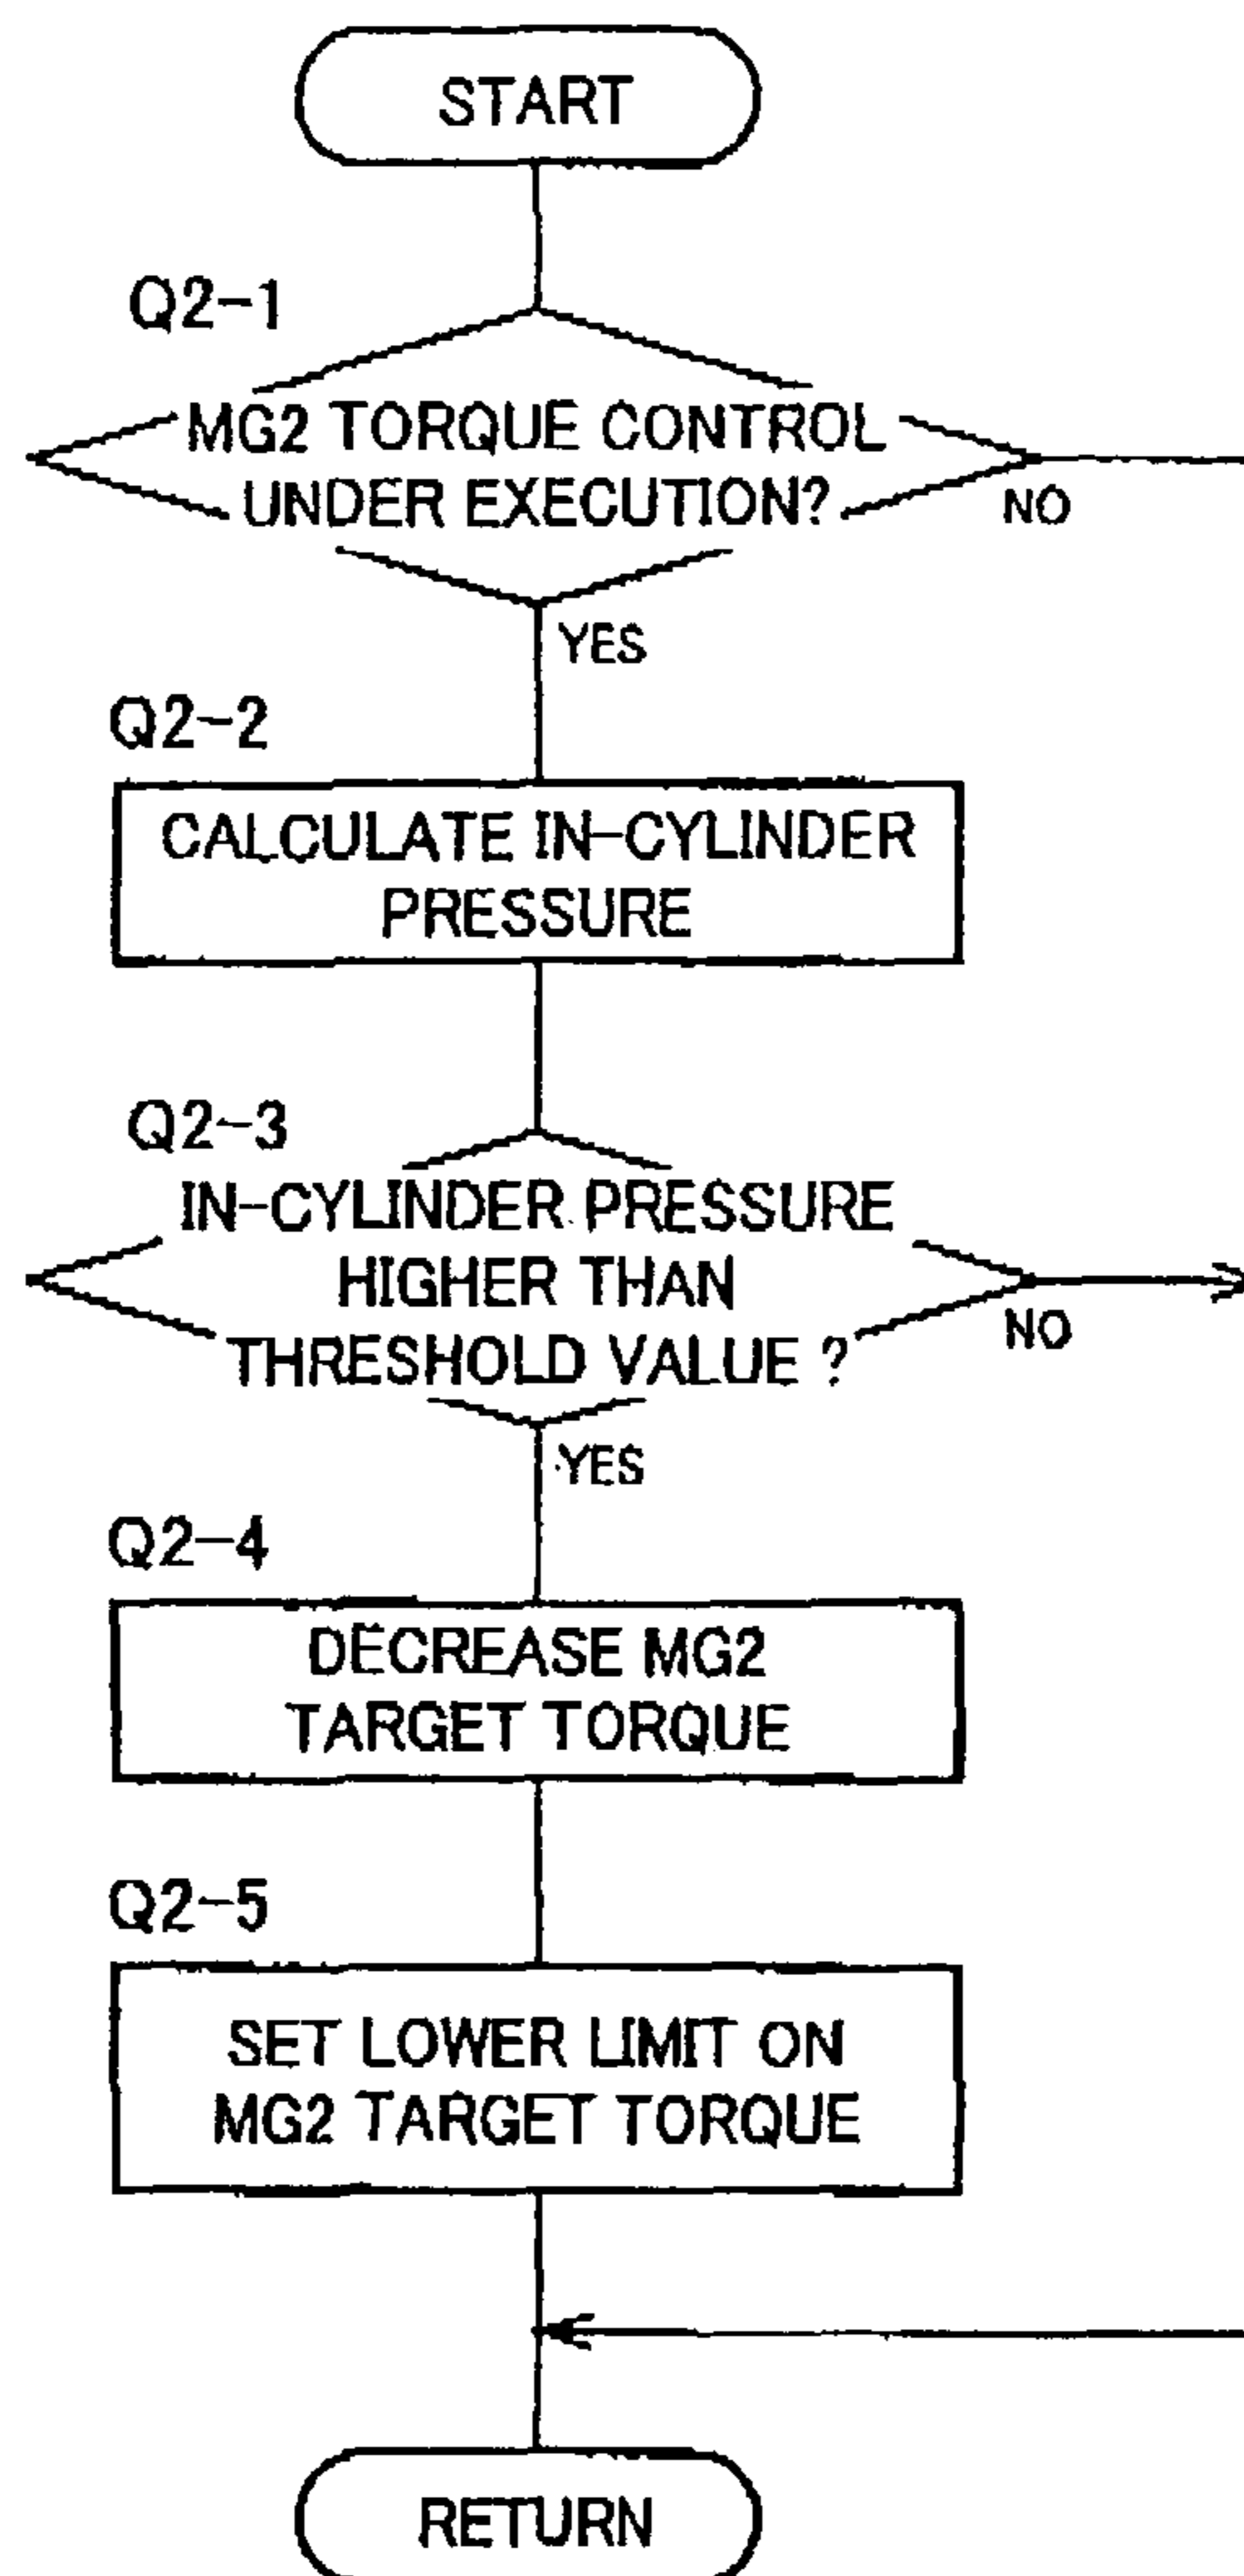 START
Q2-1
MG2 TORQUE CONTROL
UNDER EXECUTION?
NO
YES
Q2-2
CALCULATE IN-CYLINDER
PRESSURE
Q2-3
IN-CYLINDER PRESSURE
HIGHER THAN
THRESHOLD VALUE ?
NO
YES
Q2-4
DECREASE MG2
TARGET TORQUE
Q2-5
SET LOWER LIMIT ON
MG2 TARGET TORQUE
RETURN